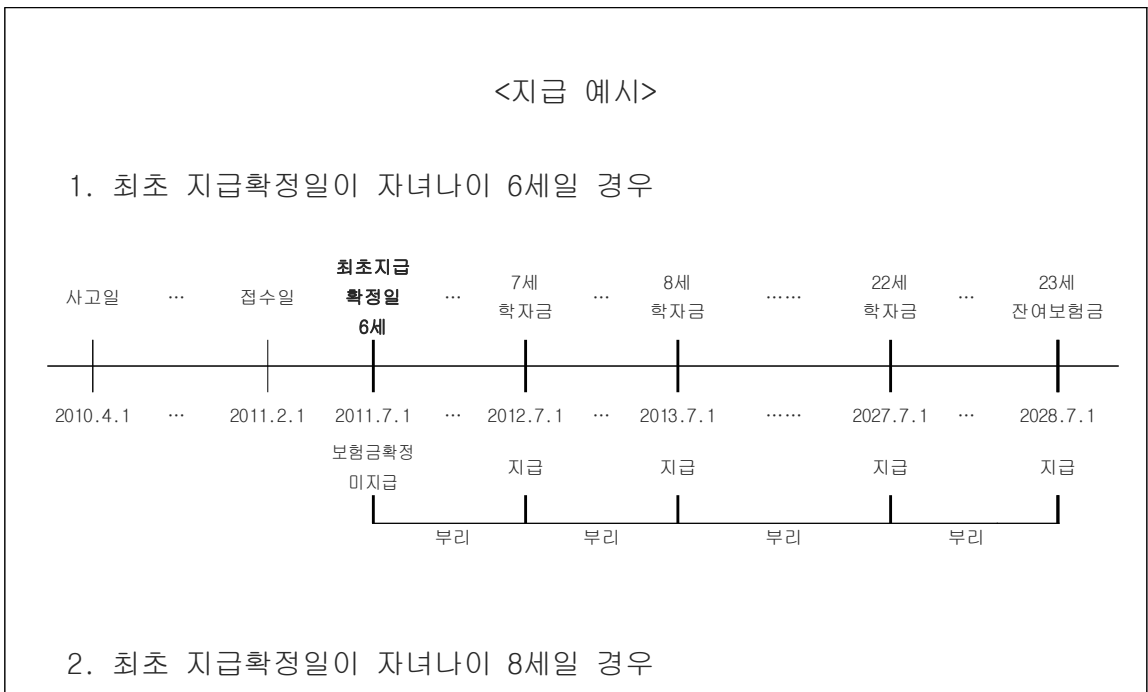 <지급 예시>
1. 최초 지급확정일이 자녀나이 6세일 경우
사고일 … 접수일 최초지급 확정일 6세 … 7세 학자금 … 8세 학자금 …… 22세 학자금 … 23세 잔여보험금
2010.4.1 … 2011.2.1 2011.7.1 … 2012.7.1 … 2013.7.1 …… 2027.7.1 … 2028.7.1
보험금확정 미지급 지급 지급 지급 지급
부리 부리 부리 부리
2. 최초 지급확정일이 자녀나이 8세일 경우